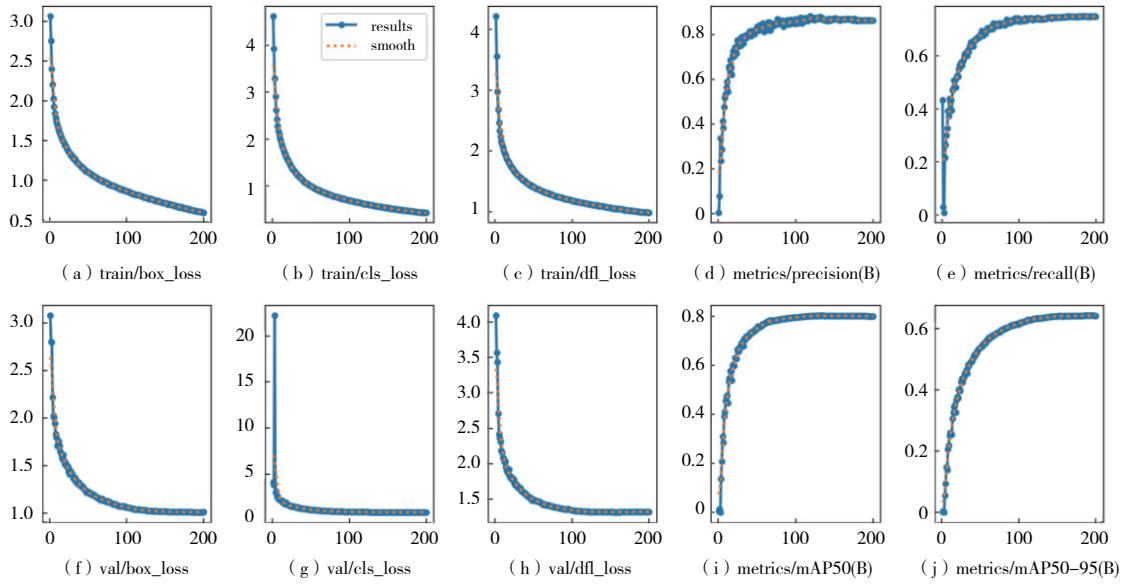 3.0
2.5
2.0
1.5
1.0
0.5
0 100 200
(a) train/box_loss
4
3
2
1
0 100 200
(b) train/cls_loss
results
smooth
4
3
2
1
0 100 200
(c) train/dfl_loss
0.8
0.6
0.4
0.2
0
0 100 200
(d) metrics/precision(B)
0.6
0.4
0.2
0
0 100 200
(e) metrics/recall(B)
3.0
2.5
2.0
1.5
1.0
0 100 200
(f) val/box_loss
20
15
10
5
0
0 100 200
(g) val/cls_loss
4.0
3.5
3.0
2.5
2.0
1.5
0 100 200
(h) val/dfl_loss
0.8
0.6
0.4
0.2
0
0 100 200
(i) metrics/mAP50(B)
0.6
0.4
0.2
0
0 100 200
(j) metrics/mAP50-95(B)